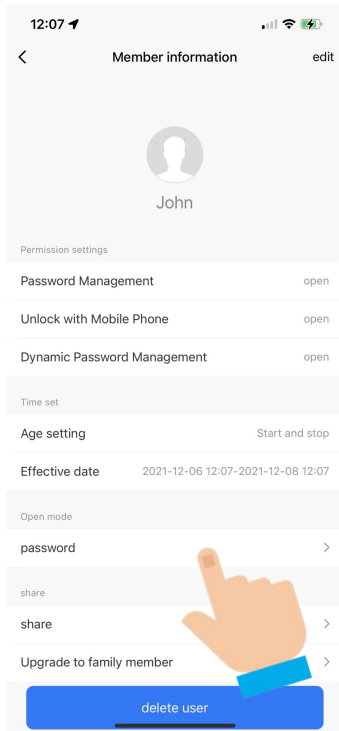 12:07
Member information edit
John
Permission settings
Password Management open
Unlock with Mobile Phone open
Dynamic Password Management open
Time set
Age setting Start and stop
Effective date 2021-12-06 12:07-2021-12-08 12:07
Open mode
password
share
share
Upgrade to family member
delete user